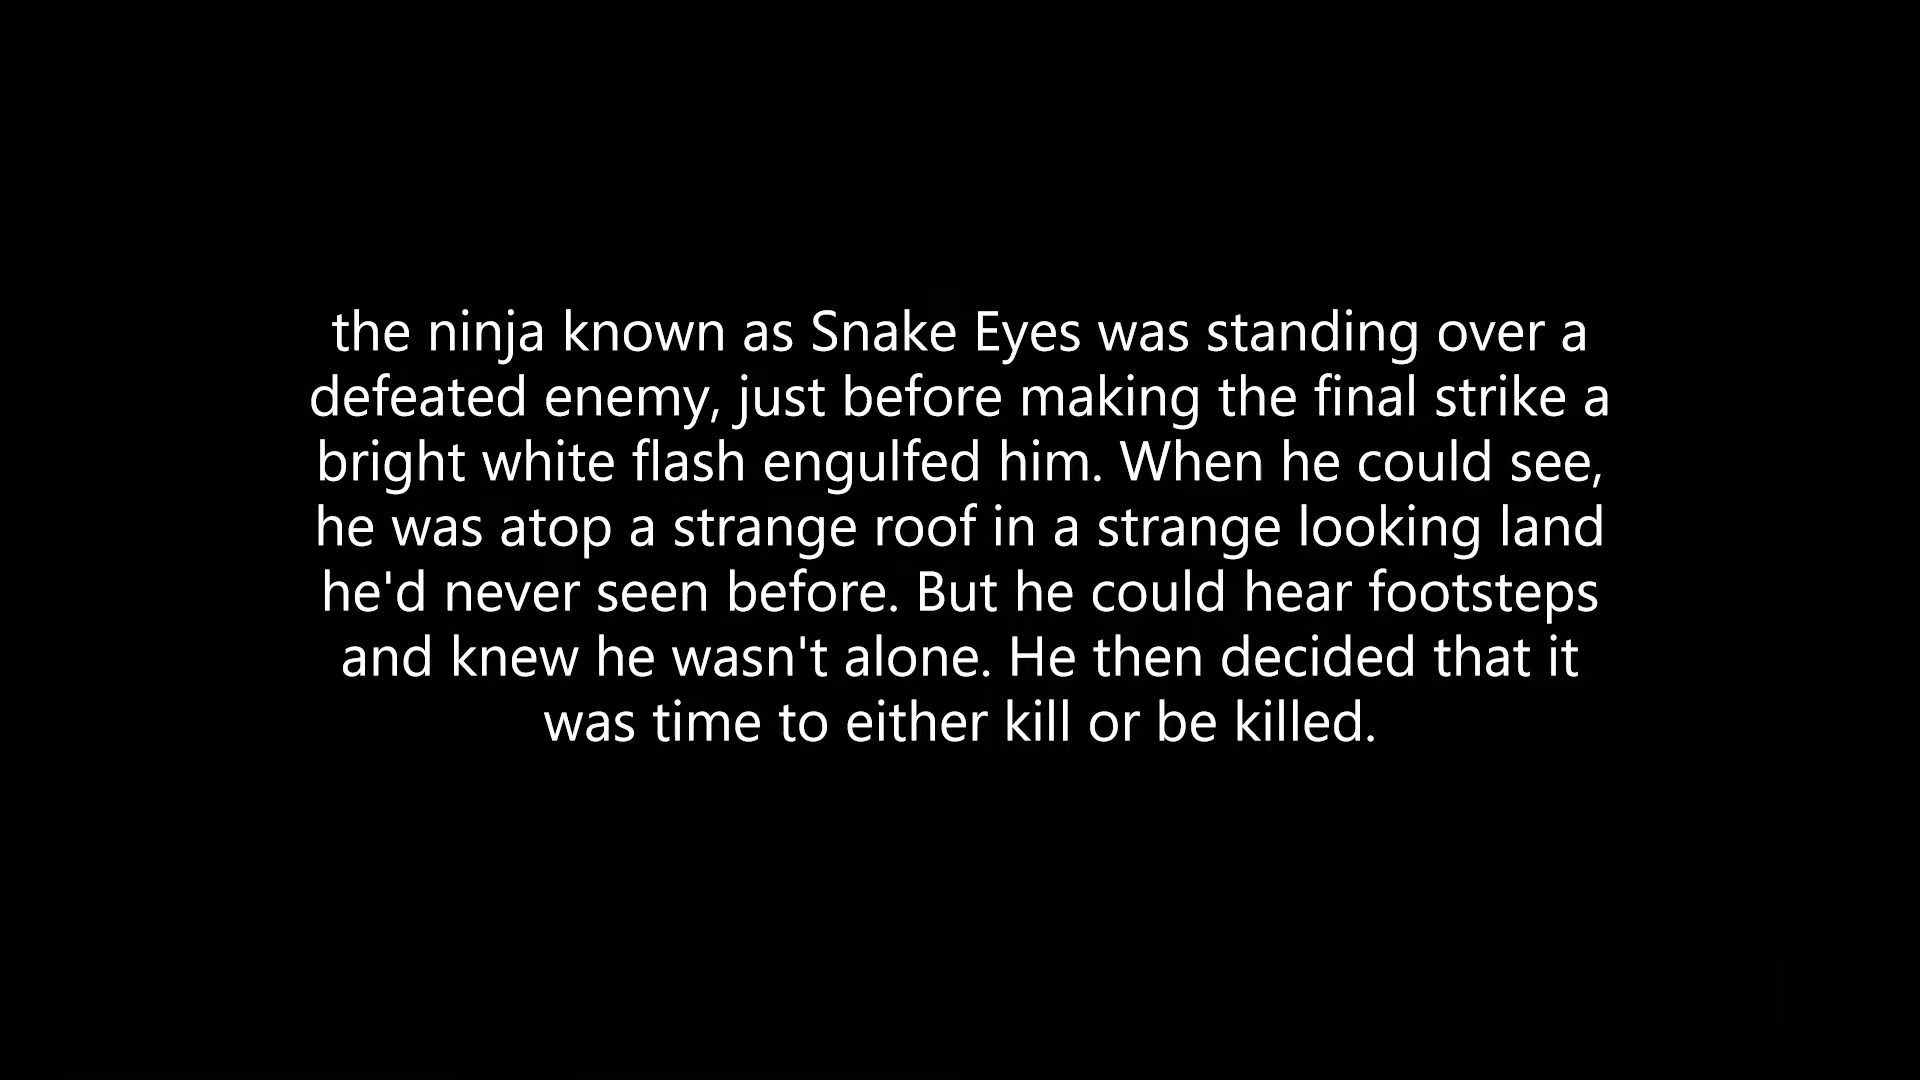 the ninja known as Snake Eyes was standing over a
defeated enemy, just before making the final strike a
bright white flash engulfed him. When he could see,
he was atop a strange roof in a strange looking land
he'd never seen before. But he could hear footsteps
and knew he wasn't alone. He then decided that it
was time to either kill or be killed.